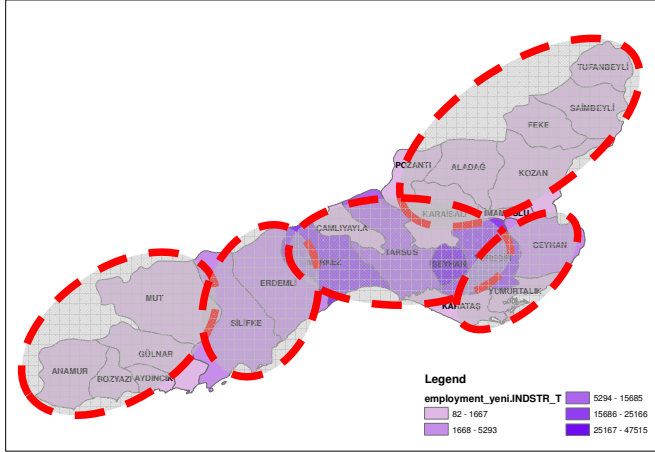 TUFANBEYLİ
SAİMBEYLİ
FEKE
POZANTI
ALADAĞ
KOZAN
KARAİSALI
ÇAMLIYAYLA
TARSUS
CEYHAN
SEYHAN
ERDEMLİ
YUMURTALIK
MUT
KARATAŞ
SİLİFKE
GÜLNAR
ANAMUR
BOZYAZI
AYDINCIK
Legend
employment_yeni.INDSTR_T
82 - 1667
1668 - 5293
5294 - 15685
15686 - 25166
25167 - 47515